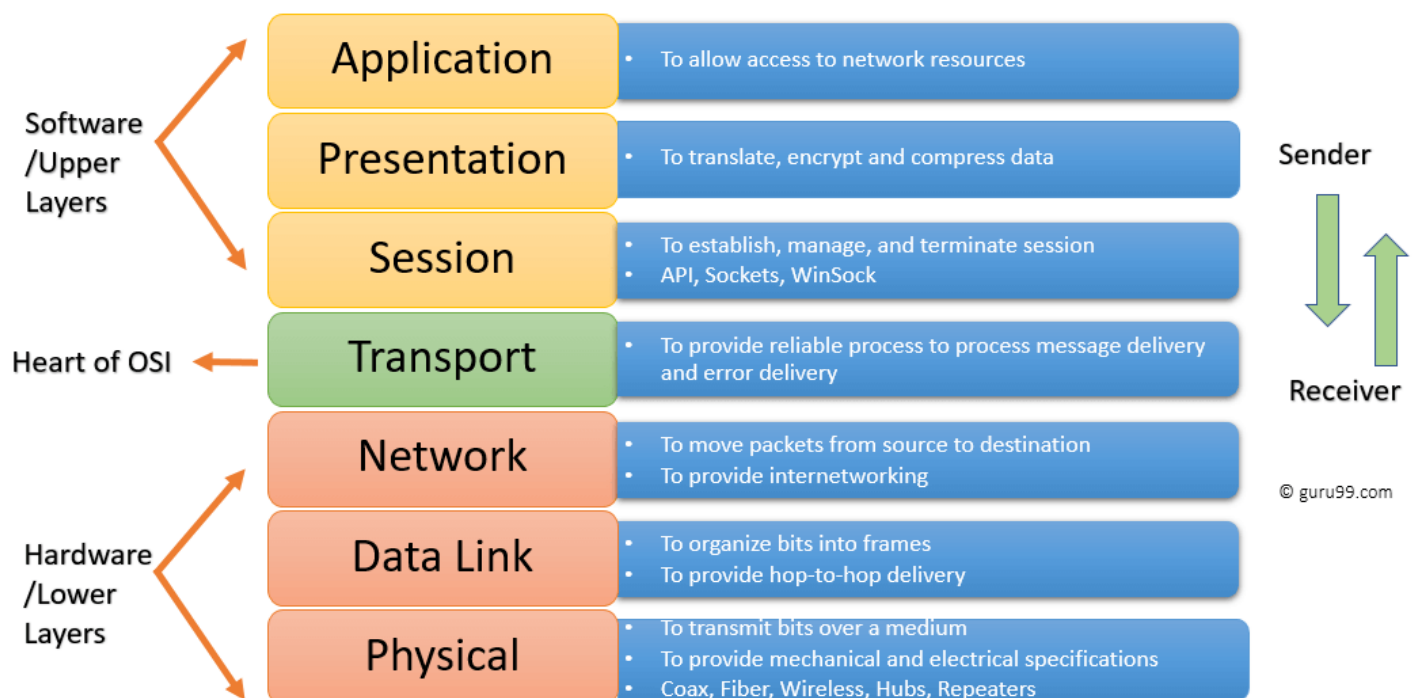 Application
• To allow access to network resources
Software
/Upper
Layers
Presentation
• To translate, encrypt and compress data
Sender
Session
• To establish, manage, and terminate session
• API, Sockets, WinSock
Heart of OSI
Transport
• To provide reliable process to process message delivery
and error delivery
Receiver
Network
• To move packets from source to destination
• To provide internetworking
© guru99.com
Hardware
/Lower
Layers
Data Link
• To organize bits into frames
• To provide hop-to-hop delivery
Physical
• To transmit bits over a medium
• To provide mechanical and electrical specifications
• Coax, Fiber, Wireless, Hubs, Repeaters